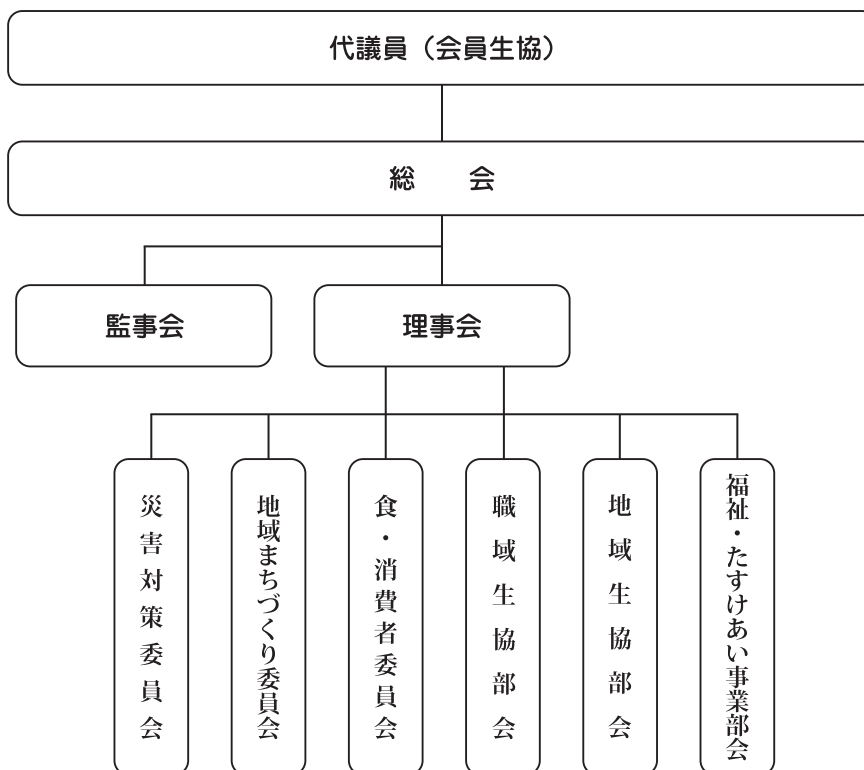 代議員（会員生協）
総　　会
監事会
理事会
災害対策委員会
地域まちづくり委員会
食・消費者委員会
職域生協部会
地域生協部会
福祉・たすけあい事業部会